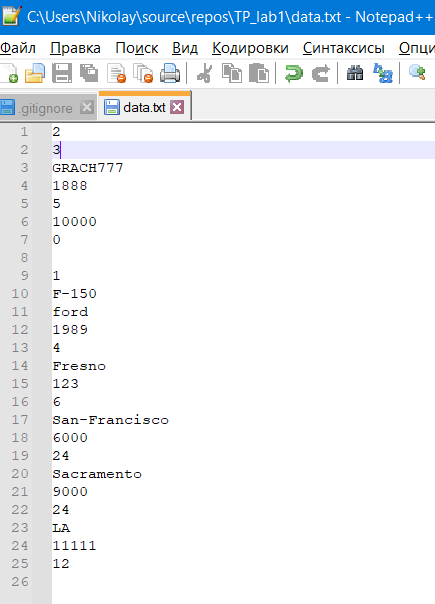 C:\Users\Nikolay\source\repos\TP_lab1\data.txt - Notepad++
Файл Правка Поиск Вид Кодировки Синтаксисы Опци
.gitignore data.txt
1 2
2 3
3 GRACH777
4 1888
5 5
6 10000
7 0
8
9 1
10 F-150
11 ford
12 1989
13 4
14 Fresno
15 123
16 6
17 San-Francisco
18 6000
19 24
20 Sacramento
21 9000
22 24
23 LA
24 11111
25 12
26